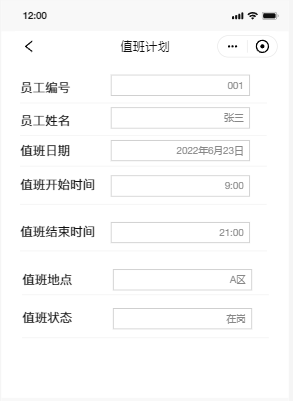 12:00
值班计划
员工编号 001
员工姓名 张三
值班日期 2022年6月23日
值班开始时间 9:00
值班结束时间 21:00
值班地点 A区
值班状态 在岗